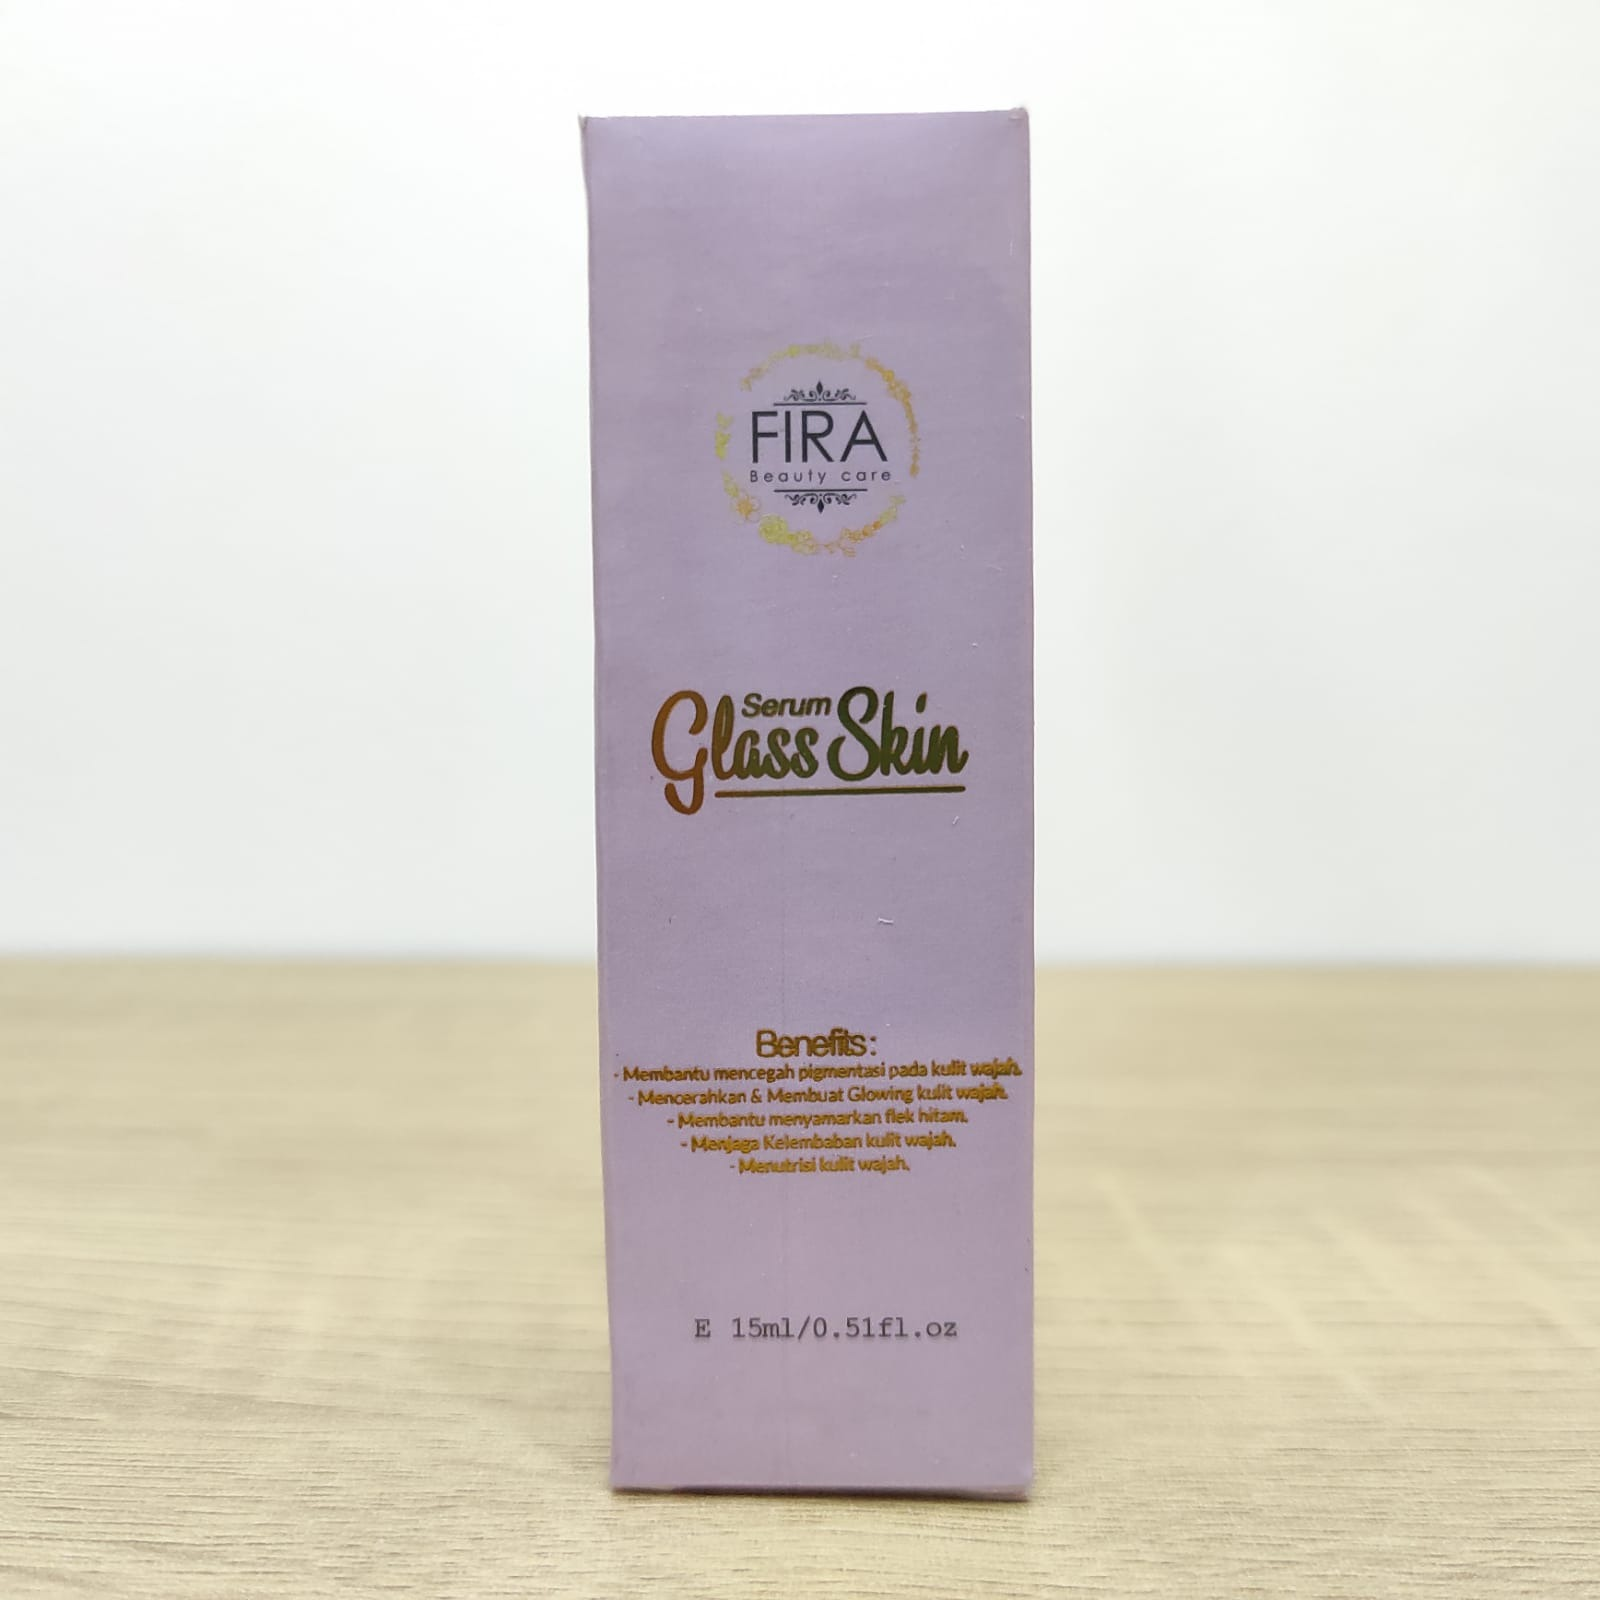 FIRA
Beauty care
Serum
Glass Skin
Benefits :
- Membantu mencegah pigmentasi pada kulit wajah.
- Mencerahkan & Membuat Glowing kulit wajah.
- Membantu menyamarkan flek hitam.
- Menjaga Kelembaban kulit wajah.
- Menutrisi kulit wajah.
E 15ml/0.51fl.oz